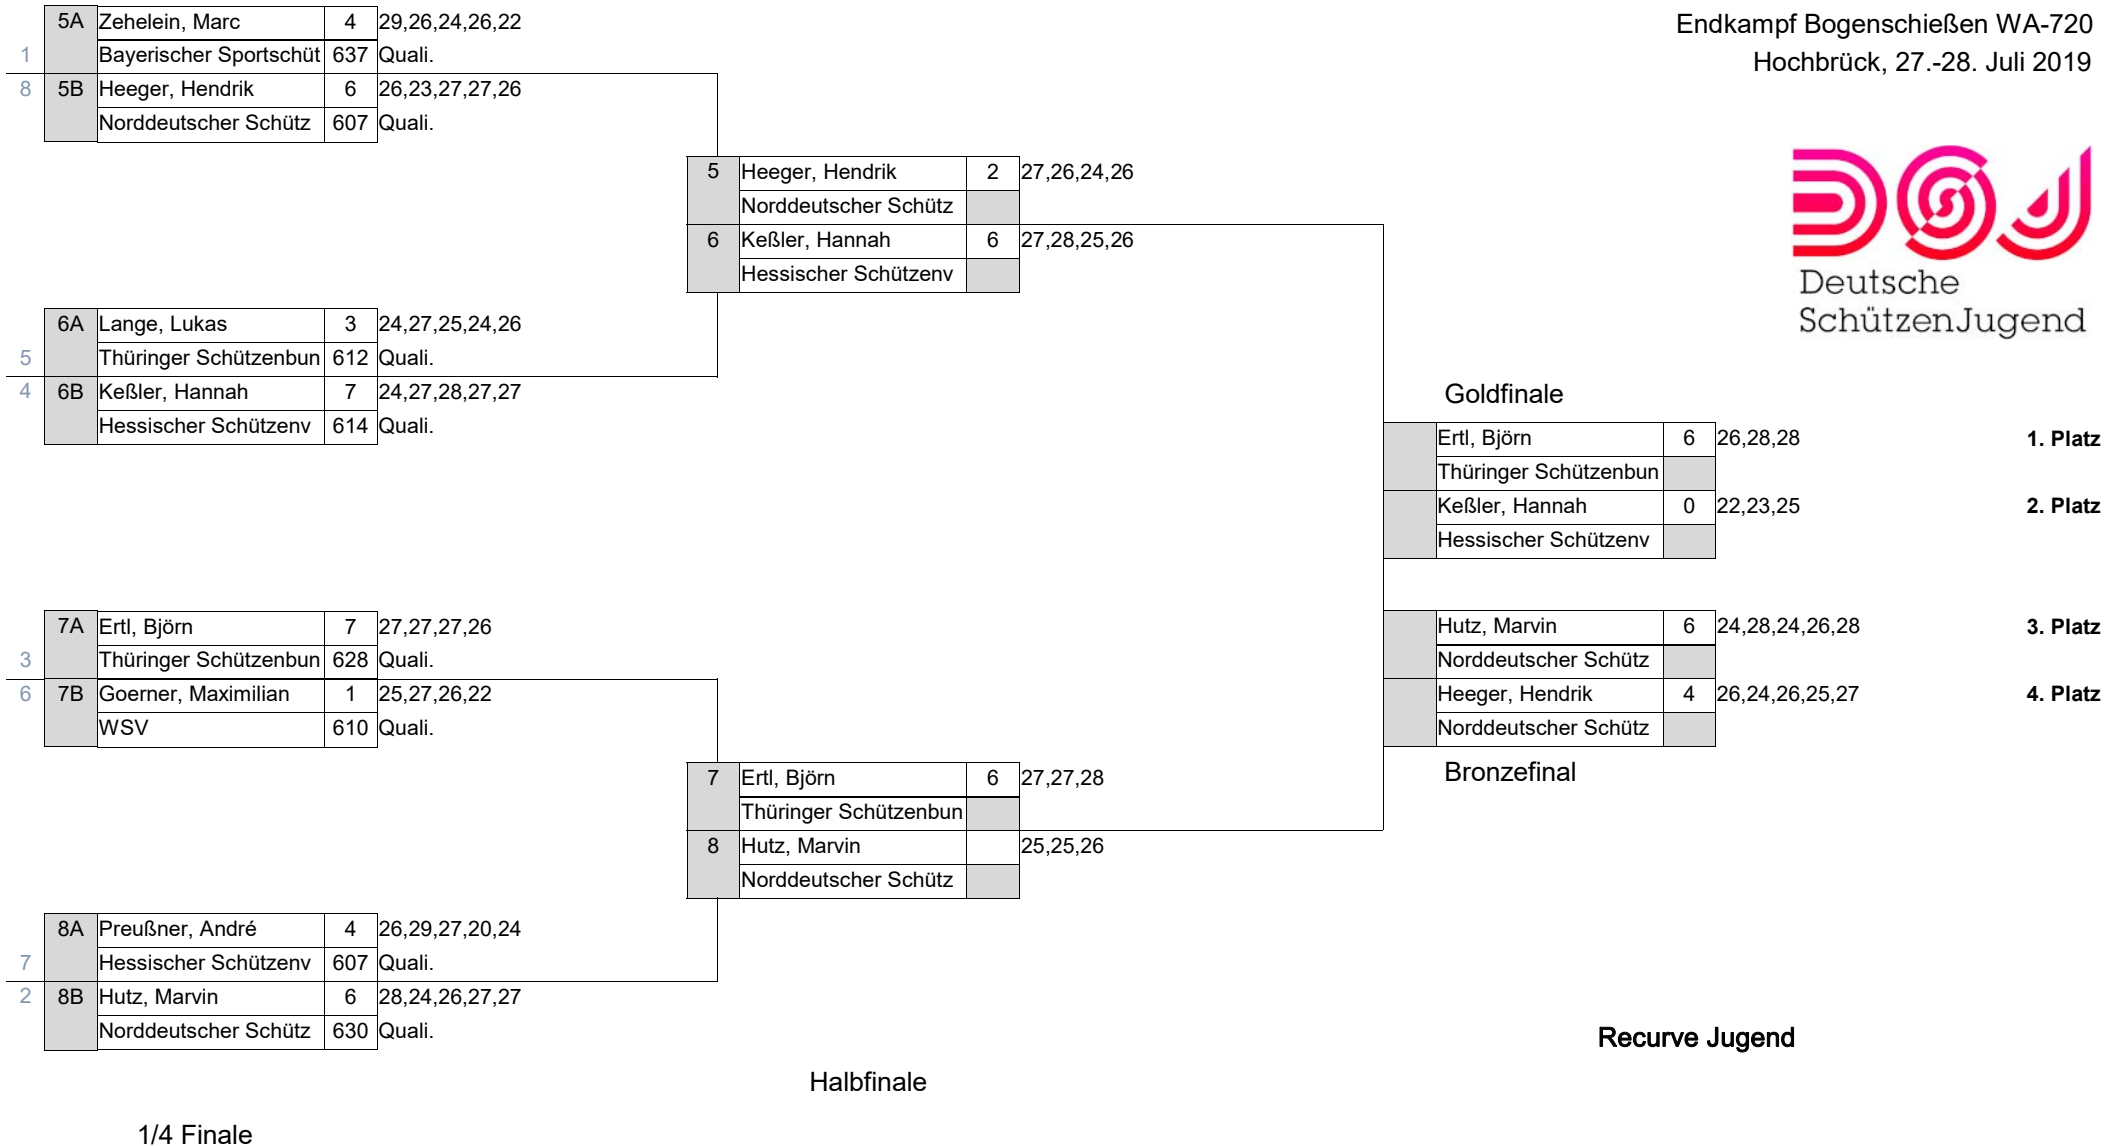 Endkampf Bogenschießen WA-720
Hochbrück, 27.-28. Juli 2019
Deutsche
SchützenJugend
5A Zehelein, Marc 4 29,26,24,26,22
1 Bayerischer Sportschüt 637 Quali.
8 5B Heeger, Hendrik 6 26,23,27,27,26
Norddeutscher Schütz 607 Quali.
6A Lange, Lukas 3 24,27,25,24,26
5 Thüringer Schützenbun 612 Quali.
4 6B Keßler, Hannah 7 24,27,28,27,27
Hessischer Schützenv 614 Quali.
7A Ertl, Björn 7 27,27,27,26
3 Thüringer Schützenbun 628 Quali.
6 7B Goerner, Maximilian 1 25,27,26,22
WSV 610 Quali.
8A Preußner, André 4 26,29,27,20,24
7 Hessischer Schützenv 607 Quali.
2 8B Hutz, Marvin 6 28,24,26,27,27
Norddeutscher Schütz 630 Quali.
1/4 Finale
5 Heeger, Hendrik 2 27,26,24,26
Norddeutscher Schütz
6 Keßler, Hannah 6 27,28,25,26
Hessischer Schützenv
7 Ertl, Björn 6 27,27,28
Thüringer Schützenbun
8 Hutz, Marvin 25,25,26
Norddeutscher Schütz
Halbfinale
Goldfinale
Ertl, Björn 6 26,28,28 1. Platz
Thüringer Schützenbun
Keßler, Hannah 0 22,23,25 2. Platz
Hessischer Schützenv
Hutz, Marvin 6 24,28,24,26,28 3. Platz
Norddeutscher Schütz
Heeger, Hendrik 4 26,24,26,25,27 4. Platz
Norddeutscher Schütz
Bronzefinal
Recurve Jugend